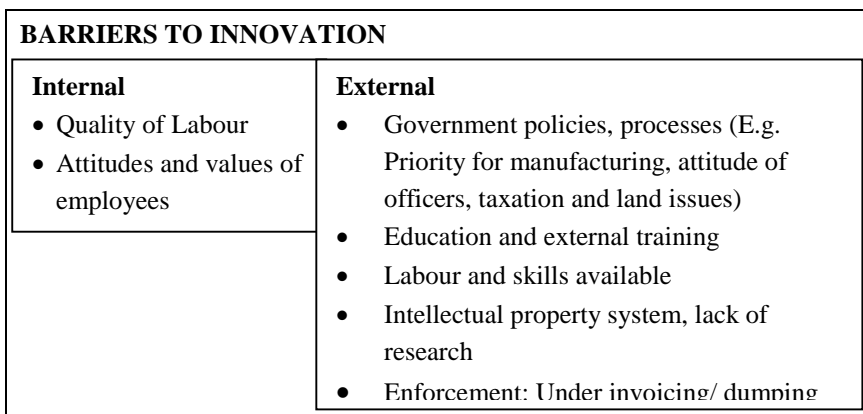 BARRIERS TO INNOVATION
Internal
• Quality of Labour
• Attitudes and values of
employees
External
• Government policies, processes (E.g.
Priority for manufacturing, attitude of
officers, taxation and land issues)
• Education and external training
• Labour and skills available
• Intellectual property system, lack of
research
• Enforcement: Under invoicing/ dumping